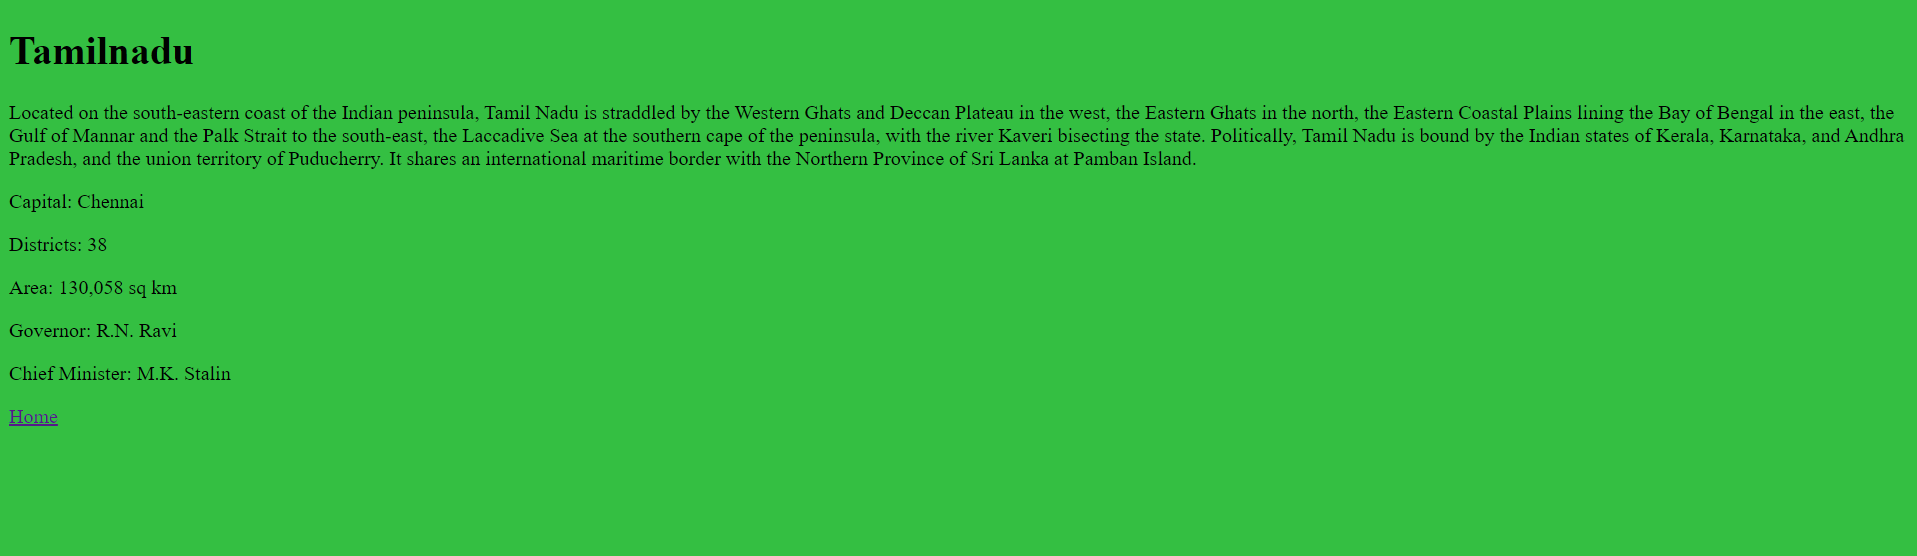 Tamilnadu
Located on the south-eastern coast of the Indian peninsula, Tamil Nadu is straddled by the Western Ghats and Deccan Plateau in the west, the Eastern Ghats in the north, the Eastern Coastal Plains lining the Bay of Bengal in the east, the
Gulf of Mannar and the Palk Strait to the south-east, the Laccadive Sea at the southern cape of the peninsula, with the river Kaveri bisecting the state. Politically, Tamil Nadu is bound by the Indian states of Kerala, Karnataka, and Andhra
Pradesh, and the union territory of Puducherry. It shares an international maritime border with the Northern Province of Sri Lanka at Pamban Island.
Capital: Chennai
Districts: 38
Area: 130,058 sq km
Governor: R.N. Ravi
Chief Minister: M.K. Stalin
Home